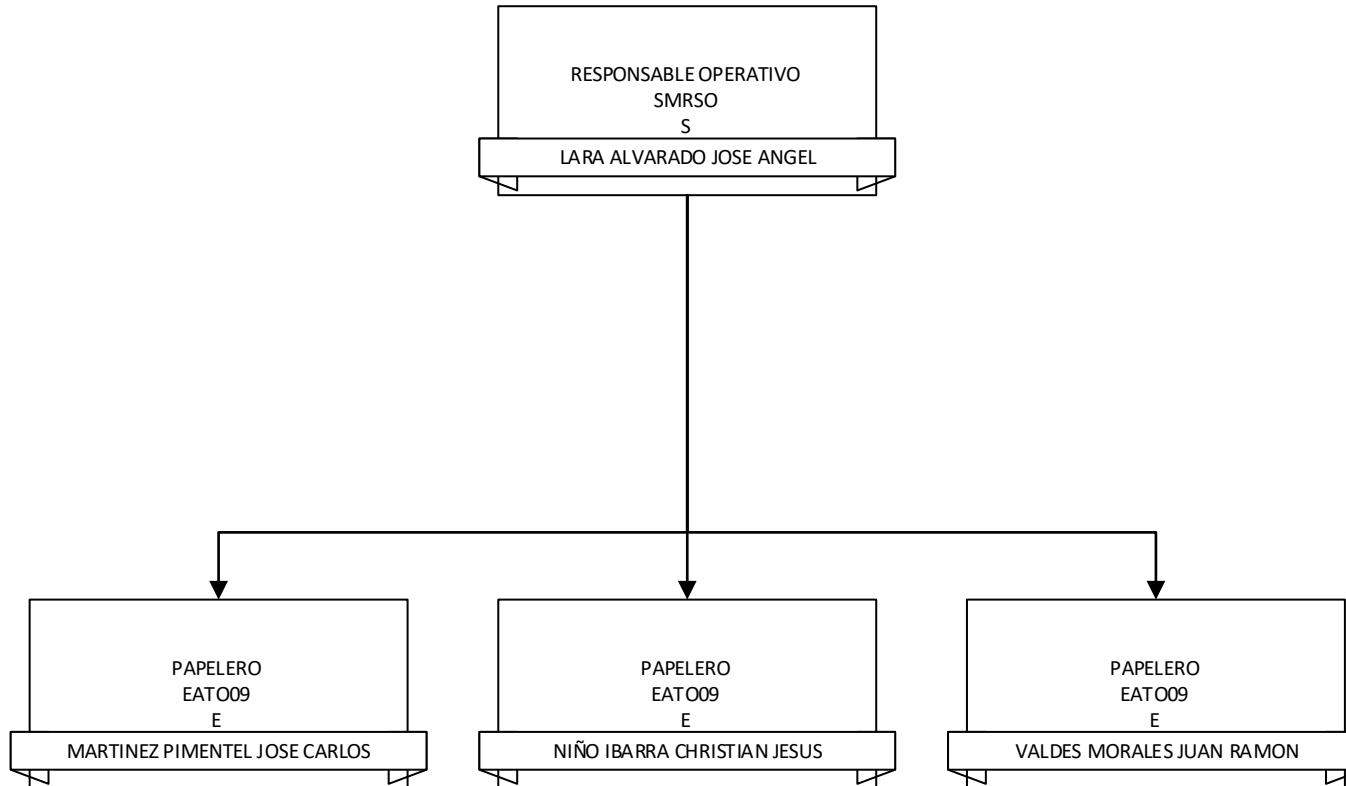 RESPONSABLE OPERATIVO
SMRSO
S
LARA ALVARADO JOSE ANGEL
PAPELERO
EATO09
E
MARTINEZ PIMENTEL JOSE CARLOS
PAPELERO
EATO09
E
NIÑO IBARRA CHRISTIAN JESUS
PAPELERO
EATO09
E
VALDES MORALES JUAN RAMON